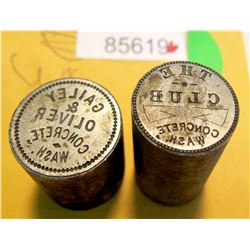 85619
GAILEY
&
OLIVER
CONCRETE,
WASH.
THE
CLUB
CONCRETE
WASH.